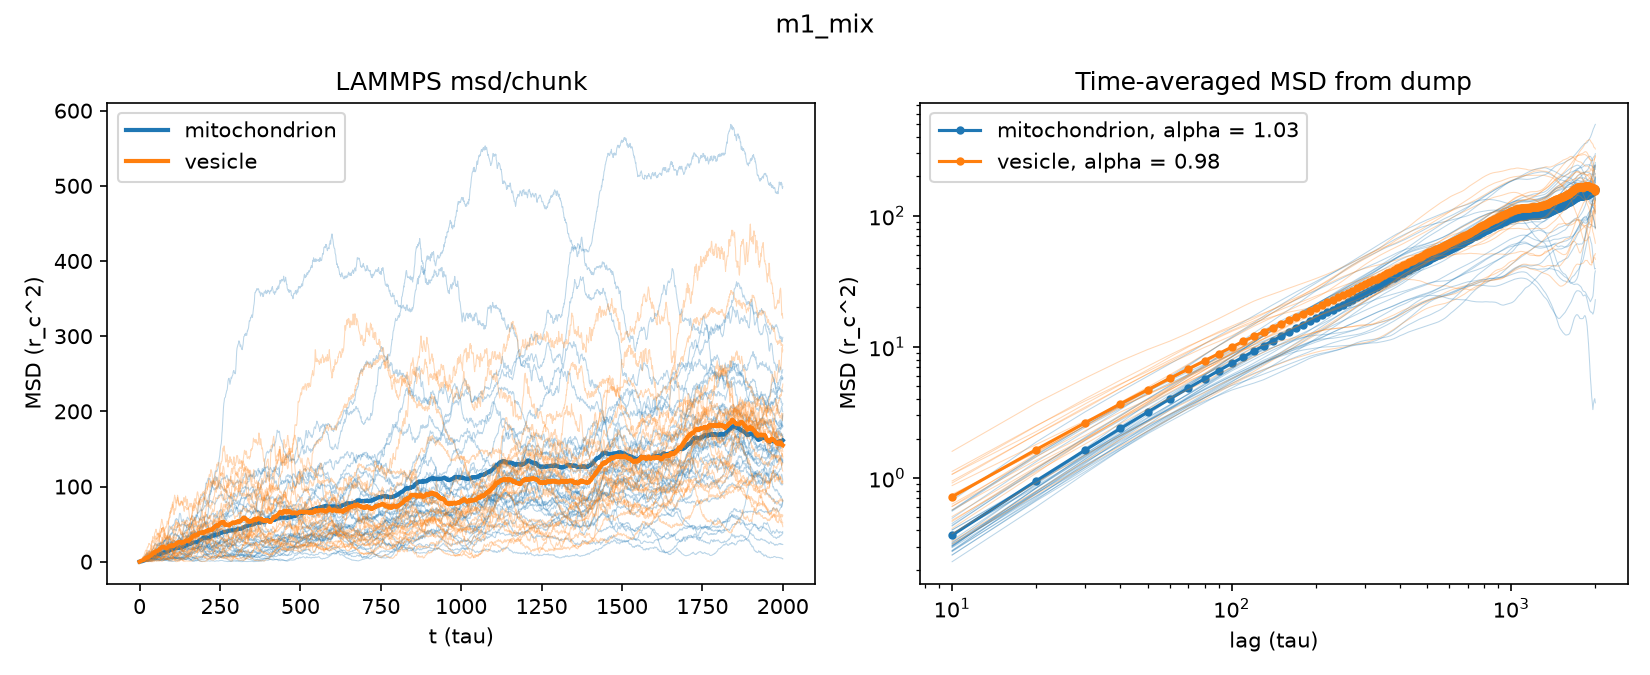 m1_mix
LAMMPS msd/chunk
MSD (r_c^2)
600
500
400
300
200
100
0
mitochondrion
vesicle
0 250 500 750 1000 1250 1500 1750 2000
t (tau)
Time-averaged MSD from dump
MSD (r_c^2)
10^2
10^1
10^0
mitochondrion, alpha = 1.03
vesicle, alpha = 0.98
10^1 10^2 10^3
lag (tau)